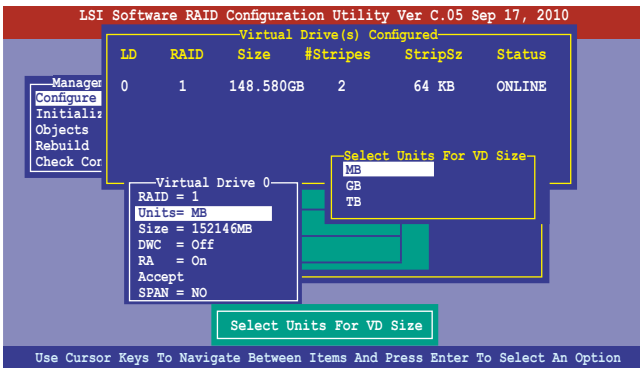 LSI Software RAID Configuration Utility Ver C.05 Sep 17, 2010
Virtual Drive(s) Configured
LD RAID Size #Stripes StripSz Status
0 1 148.580GB 2 64 KB ONLINE
Configure
Initializ
Objects
Rebuild
Check Con
Select Units For VD Size
MB
GB
TB
Virtual Drive 0
RAID = 1
Units= MB
Size = 152146MB
DWC = Off
RA = On
Accept
SPAN = NO
Select Units For VD Size
Use Cursor Keys To Navigate Between Items And Press Enter To Select An Option